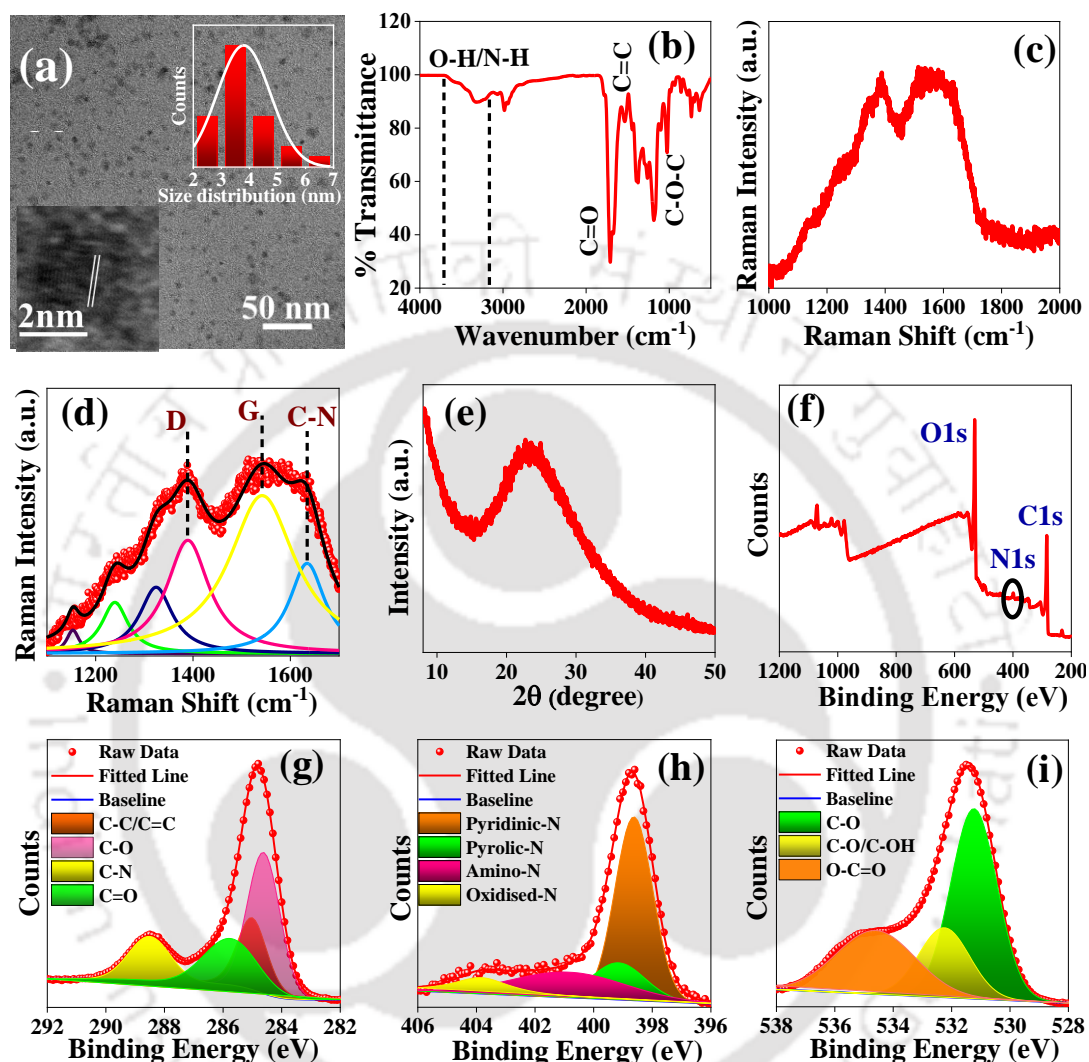 (a)
Counts
2 3 4 5 6 7
Size distribution (nm)
2nm
50 nm
(b)
O-H/N-H
C=C
C=O
C-O-C
% Transmittance
120
100
80
60
40
20
4000 3000 2000 1000
Wavenumber (cm-1)
(c)
Raman Intensity (a.u.)
1000 1200 1400 1600 1800 2000
Raman Shift (cm-1)
(d)
D
G
C-N
Raman Intensity (a.u.)
1200 1400 1600
Raman Shift (cm-1)
(e)
Intensity (a.u.)
10 20 30 40 50
2θ (degree)
(f)
O1s
C1s
N1s
Counts
1200 1000 800 600 400 200
Binding Energy (eV)
(g)
Raw Data
Fitted Line
Baseline
C-C/C=C
C-O
C-N
C=O
Counts
292 290 288 286 284 282
Binding Energy (eV)
(h)
Raw Data
Fitted Line
Baseline
Pyridinic-N
Pyrolic-N
Amino-N
Oxidised-N
Counts
406 404 402 400 398 396
Binding Energy (eV)
(i)
Raw Data
Fitted Line
Baseline
C-O
C-O/C-OH
O-C=O
Counts
538 536 534 532 530 528
Binding Energy (eV)